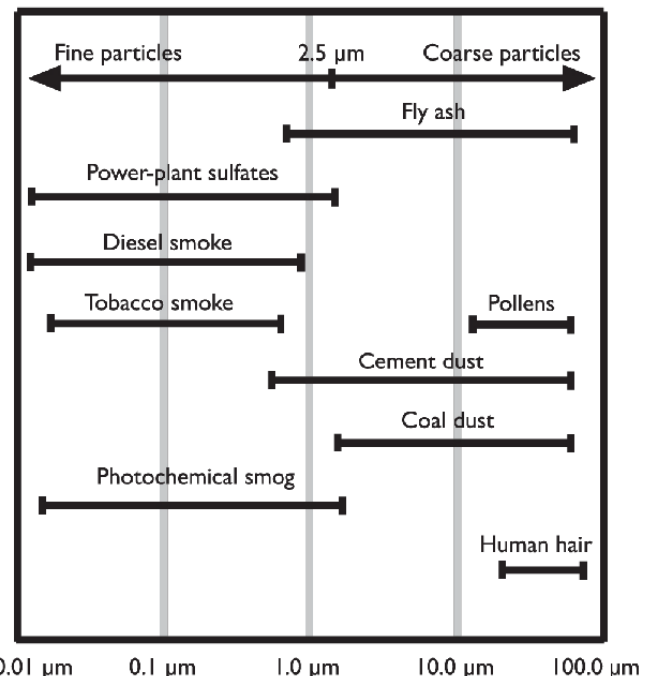 Fine particles 2.5 μm Coarse particles
Fly ash
Power-plant sulfates
Diesel smoke
Tobacco smoke Pollens
Cement dust
Coal dust
Photochemical smog
Human hair
0.01 μm 0.1 μm 1.0 μm 10.0 μm 100.0 μm